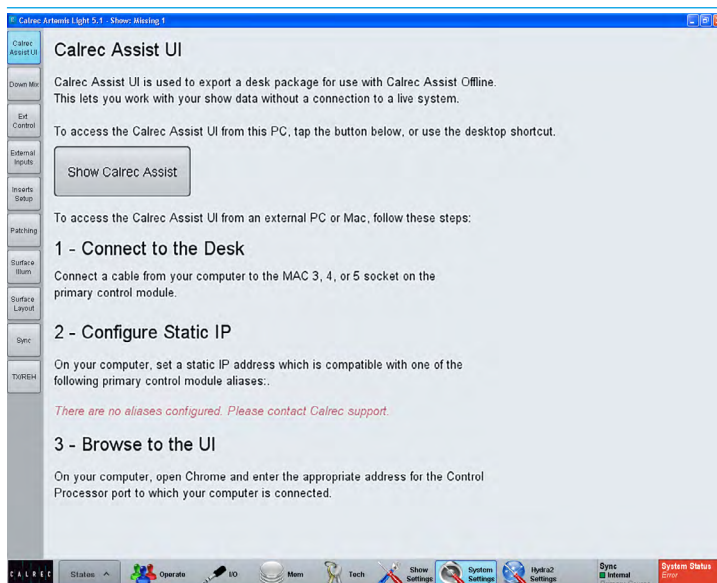 Calrec Artemis Light 5.1 - Show: Missing 1
Calrec
Assist UI
Down Mix
Ext
Control
External
Inputs
Inserts
Setup
Patching
Surface
Illum
Surface
Layout
Sync
TX/REH
Calrec Assist UI
Calrec Assist UI is used to export a desk package for use with Calrec Assist Offline.
This lets you work with your show data without a connection to a live system.
To access the Calrec Assist UI from this PC, tap the button below, or use the desktop shortcut.
Show Calrec Assist
To access the Calrec Assist UI from an external PC or Mac, follow these steps:
1 - Connect to the Desk
Connect a cable from your computer to the MAC 3, 4, or 5 socket on the
primary control module.
2 - Configure Static IP
On your computer, set a static IP address which is compatible with one of the
following primary control module aliases:.
There are no aliases configured. Please contact Calrec support.
3 - Browse to the UI
On your computer, open Chrome and enter the appropriate address for the Control
Processor port to which your computer is connected.
CALREC
States
Operate
I/O
Mem
Tech
Show
Settings
System
Settings
Hydra2
Settings
Sync
Internal
System Status
Error